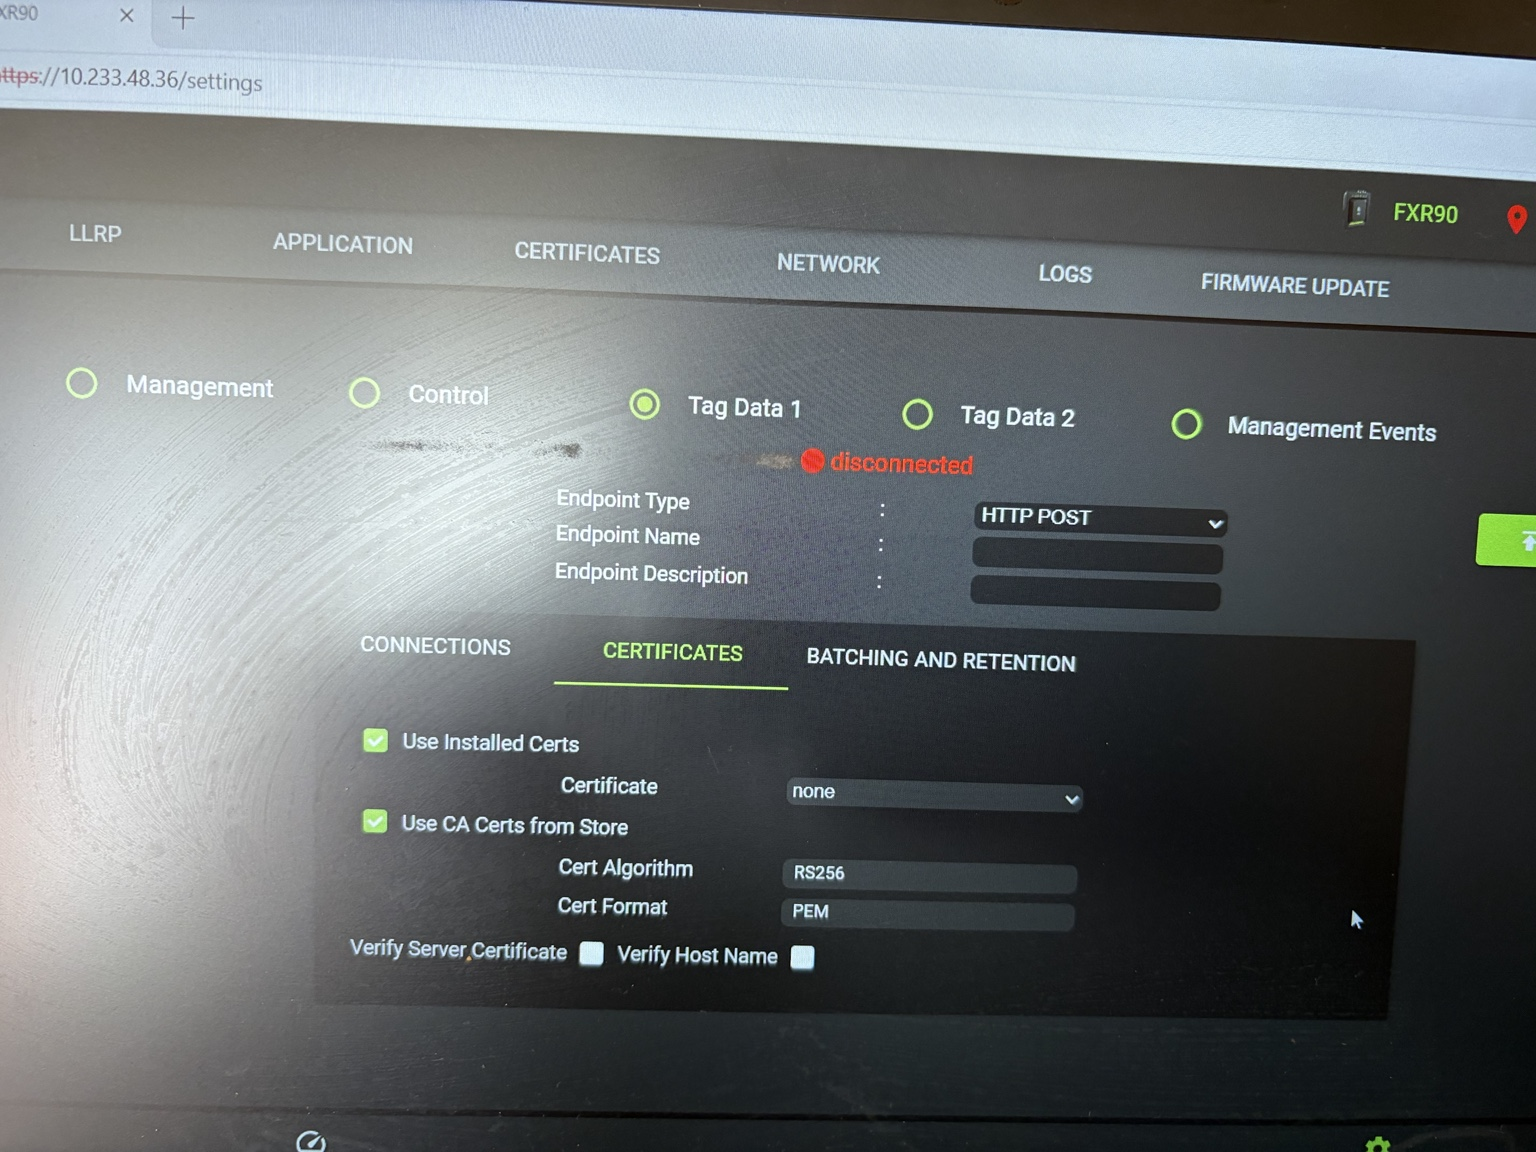 XR90
https://10.233.48.36/settings
FXR90
LLRP APPLICATION CERTIFICATES NETWORK LOGS FIRMWARE UPDATE
Management Control Tag Data 1 Tag Data 2 Management Events
disconnected
Endpoint Type : HTTP POST
Endpoint Name :
Endpoint Description :
CONNECTIONS CERTIFICATES BATCHING AND RETENTION
Use Installed Certs
Certificate none
Use CA Certs from Store
Cert Algorithm RS256
Cert Format PEM
Verify Server Certificate Verify Host Name